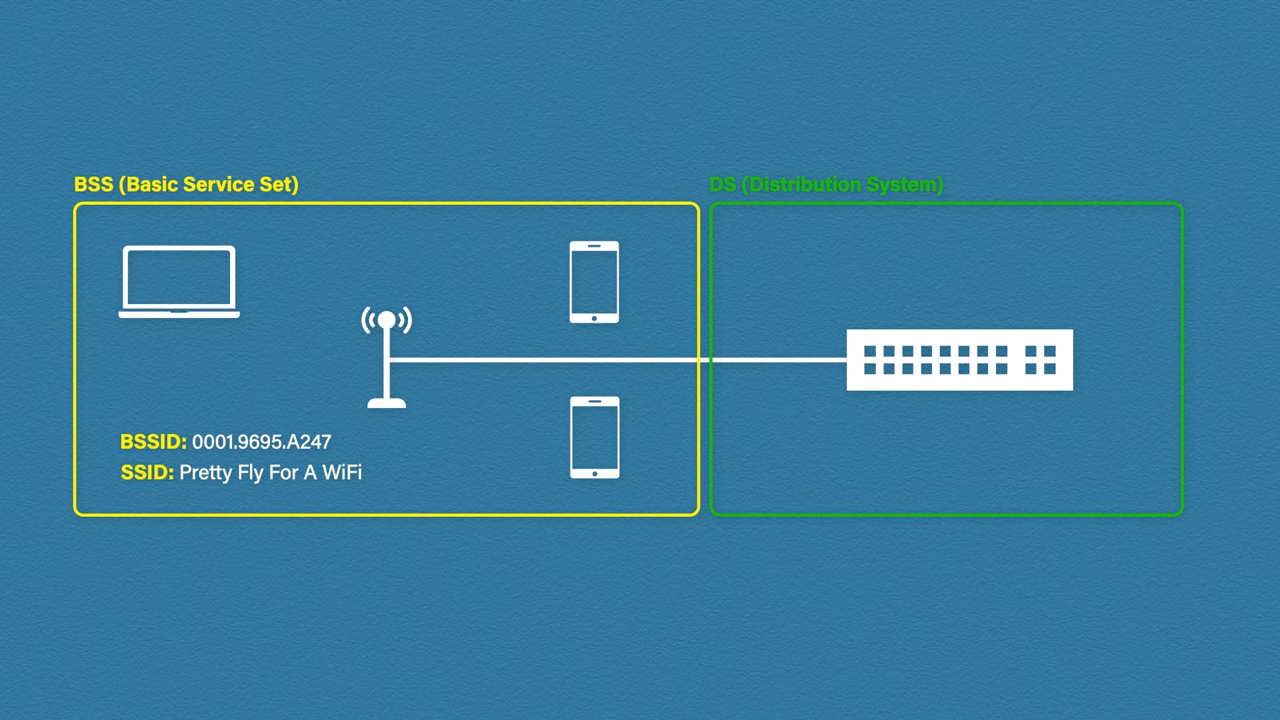 BSS (Basic Service Set)
DS (Distribution System)
BSSID: 0001.9695.A247
SSID: Pretty Fly For A WiFi